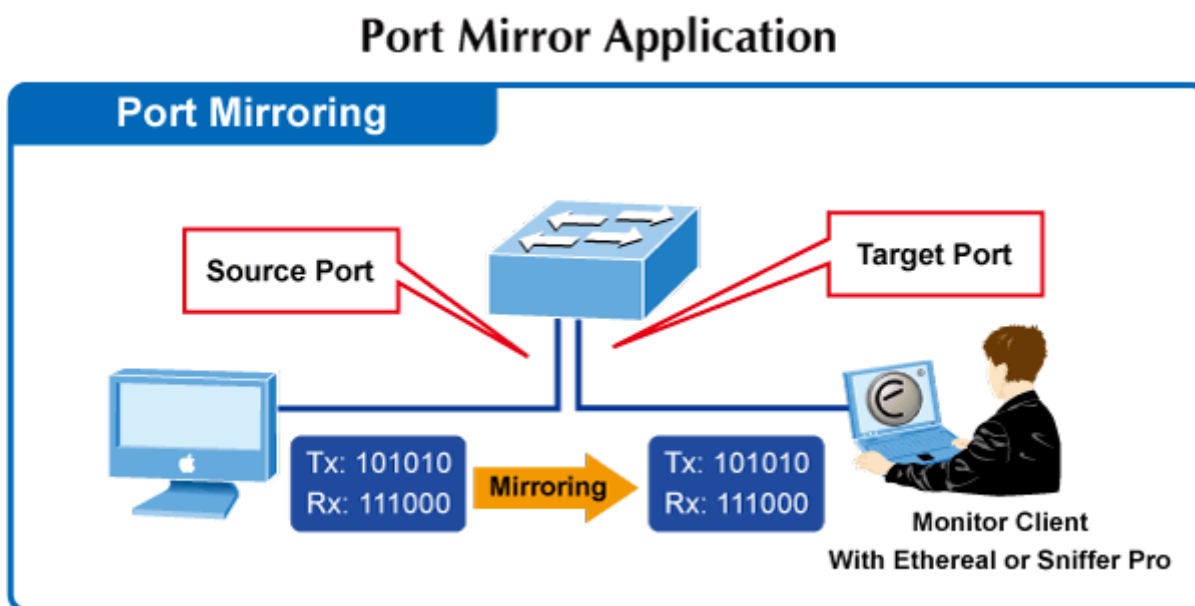 Port Mirror Application
Port Mirroring
Source Port
Target Port
Tx: 101010
Rx: 111000
Mirroring
Tx: 101010
Rx: 111000
Monitor Client
With Ethereal or Sniffer Pro